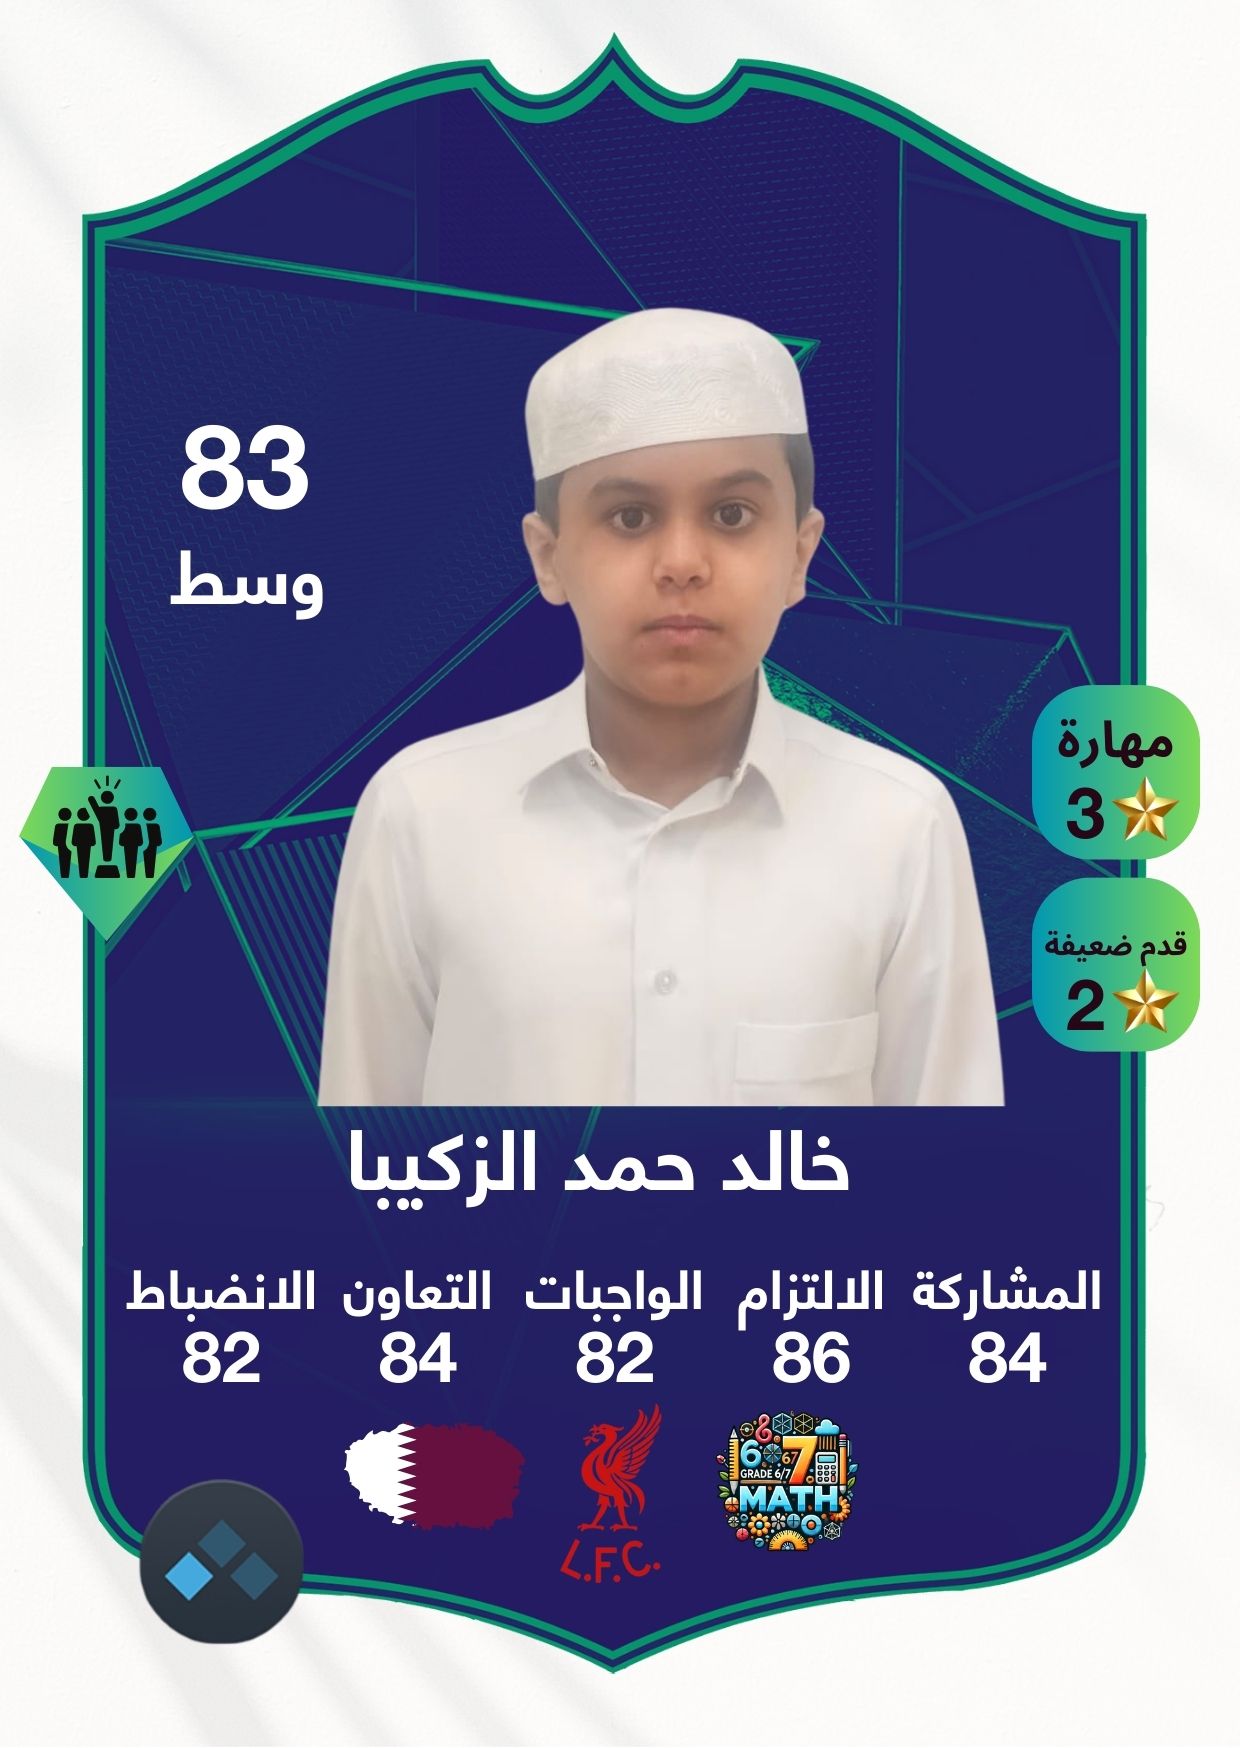 83
وسط
مهارة
3
قدم ضعيفة
2
خالد حمد الزكيبا
المشاركة الالتزام الواجبات التعاون الانضباط
84 86 82 84 82
6 67 7
GRADE 6/7
MATH
L.F.C.